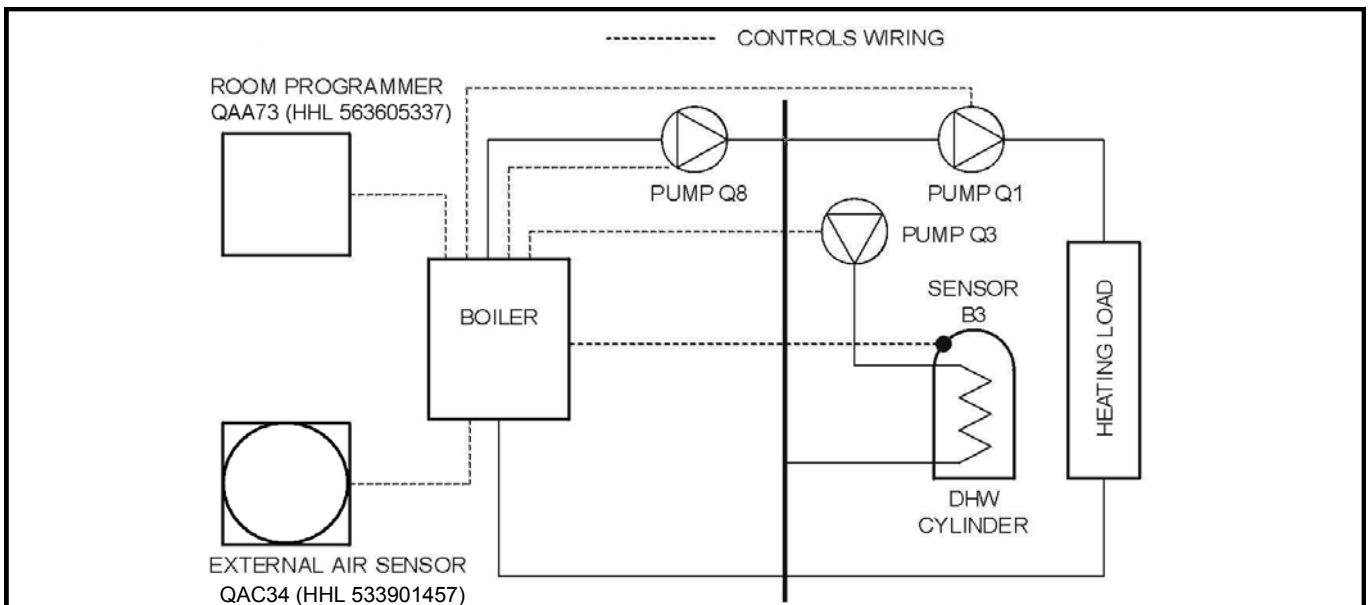 CONTROLS WIRING
ROOM PROGRAMMER
QAA73 (HHL 563605337)
PUMP Q8
PUMP Q1
PUMP Q3
SENSOR
B3
BOILER
HEATING LOAD
DHW
CYLINDER
EXTERNAL AIR SENSOR
QAC34 (HHL 533901457)